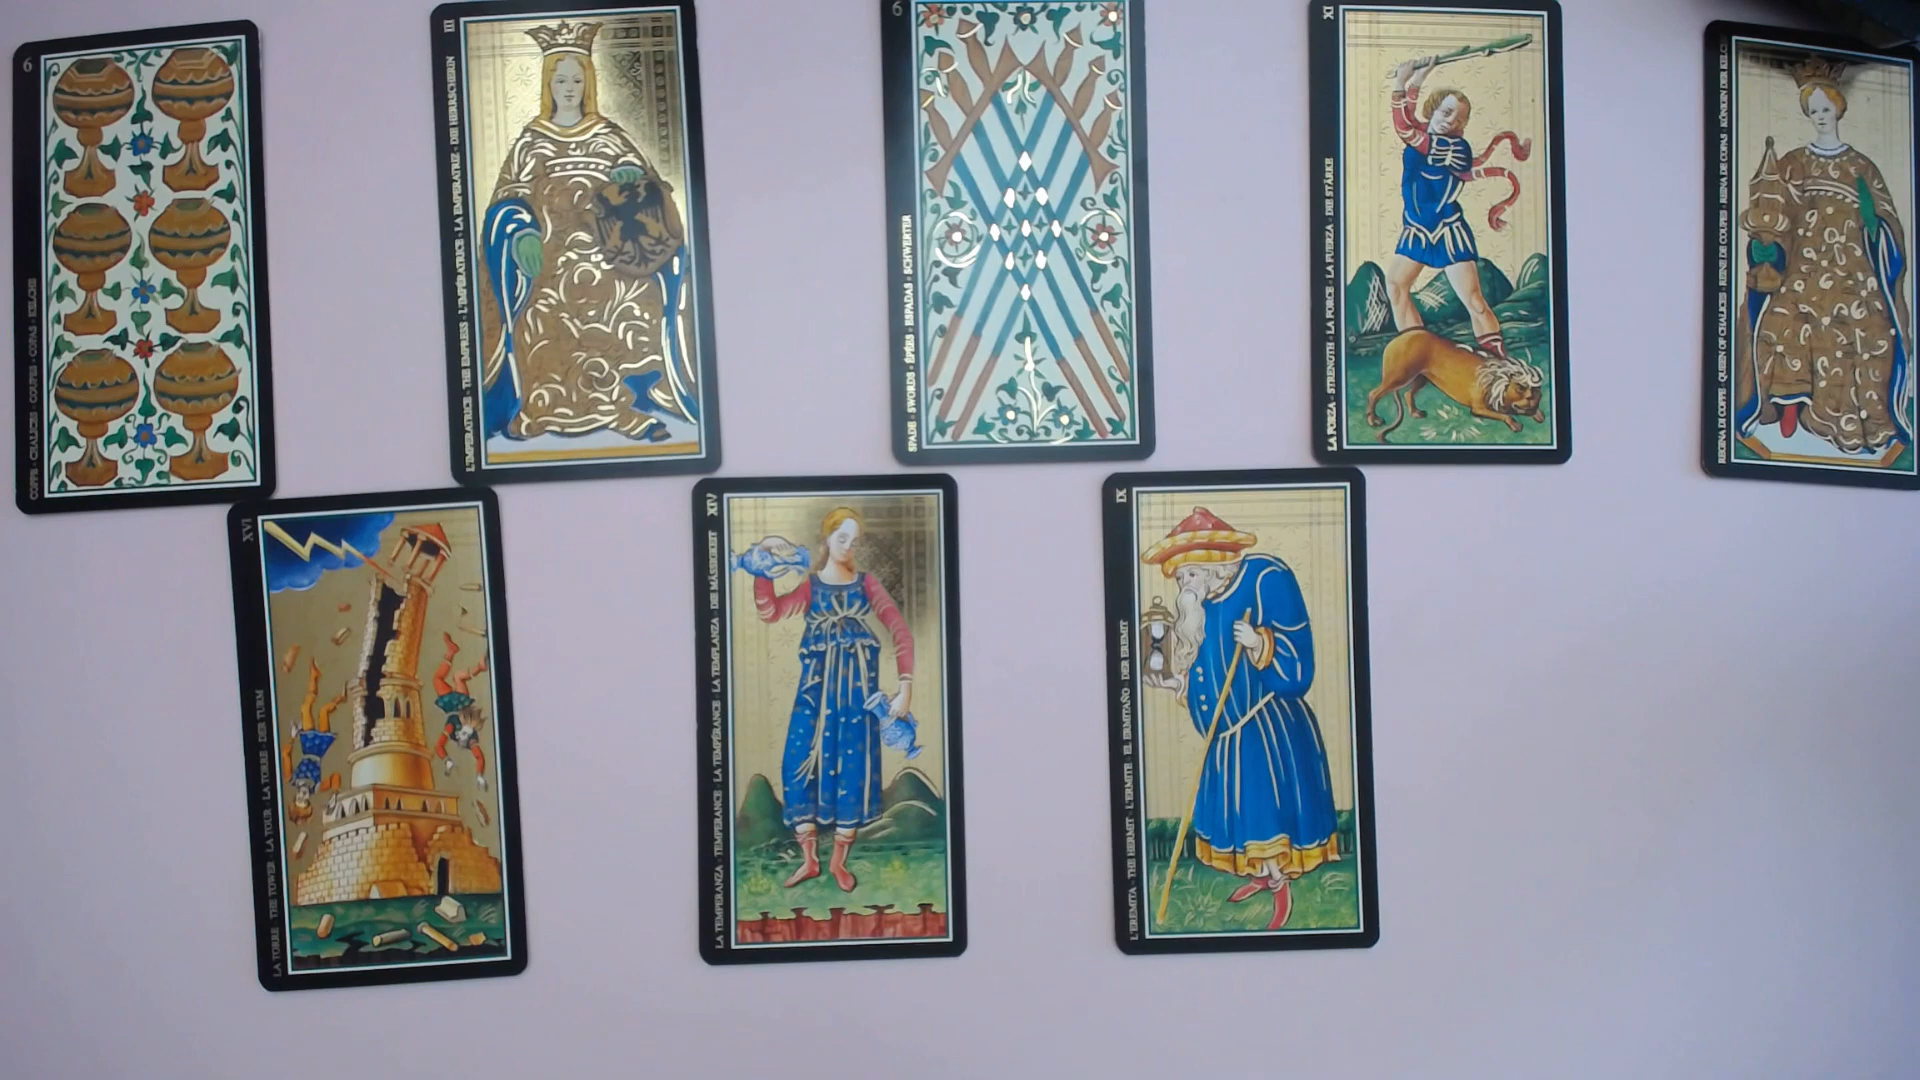 6
COPPE · CHALICES · COUPES · COPAS · KELCHE
III
L'IMPERATRICE · THE EMPRESS · L'IMPÉRATRICE · LA EMPERATRIZ · DIE HERRSCHERIN
6
SPADE · SWORDS · ÉPÉES · ESPADAS · SCHWERTER
XI
LA FORZA · STRENGTH · LA FORCE · LA FUERZA · DIE STÄRKE
REGINA DI COPPE · QUEEN OF CHALICES · REINE DE COUPES · REINA DE COPAS · KÖNIGIN DER KELC
XVI
LA TORRE · THE TOWER · LA TOUR · LA TORRE · DER TURM
XIV
LA TEMPERANZA · TEMPERANCE · LA TEMPÉRANCE · LA TEMPLANZA · DIE MÄSSIGKEIT
IX
L'EREMITA · THE HERMIT · L'ERMITE · EL ERMITAÑO · DER EREMIT